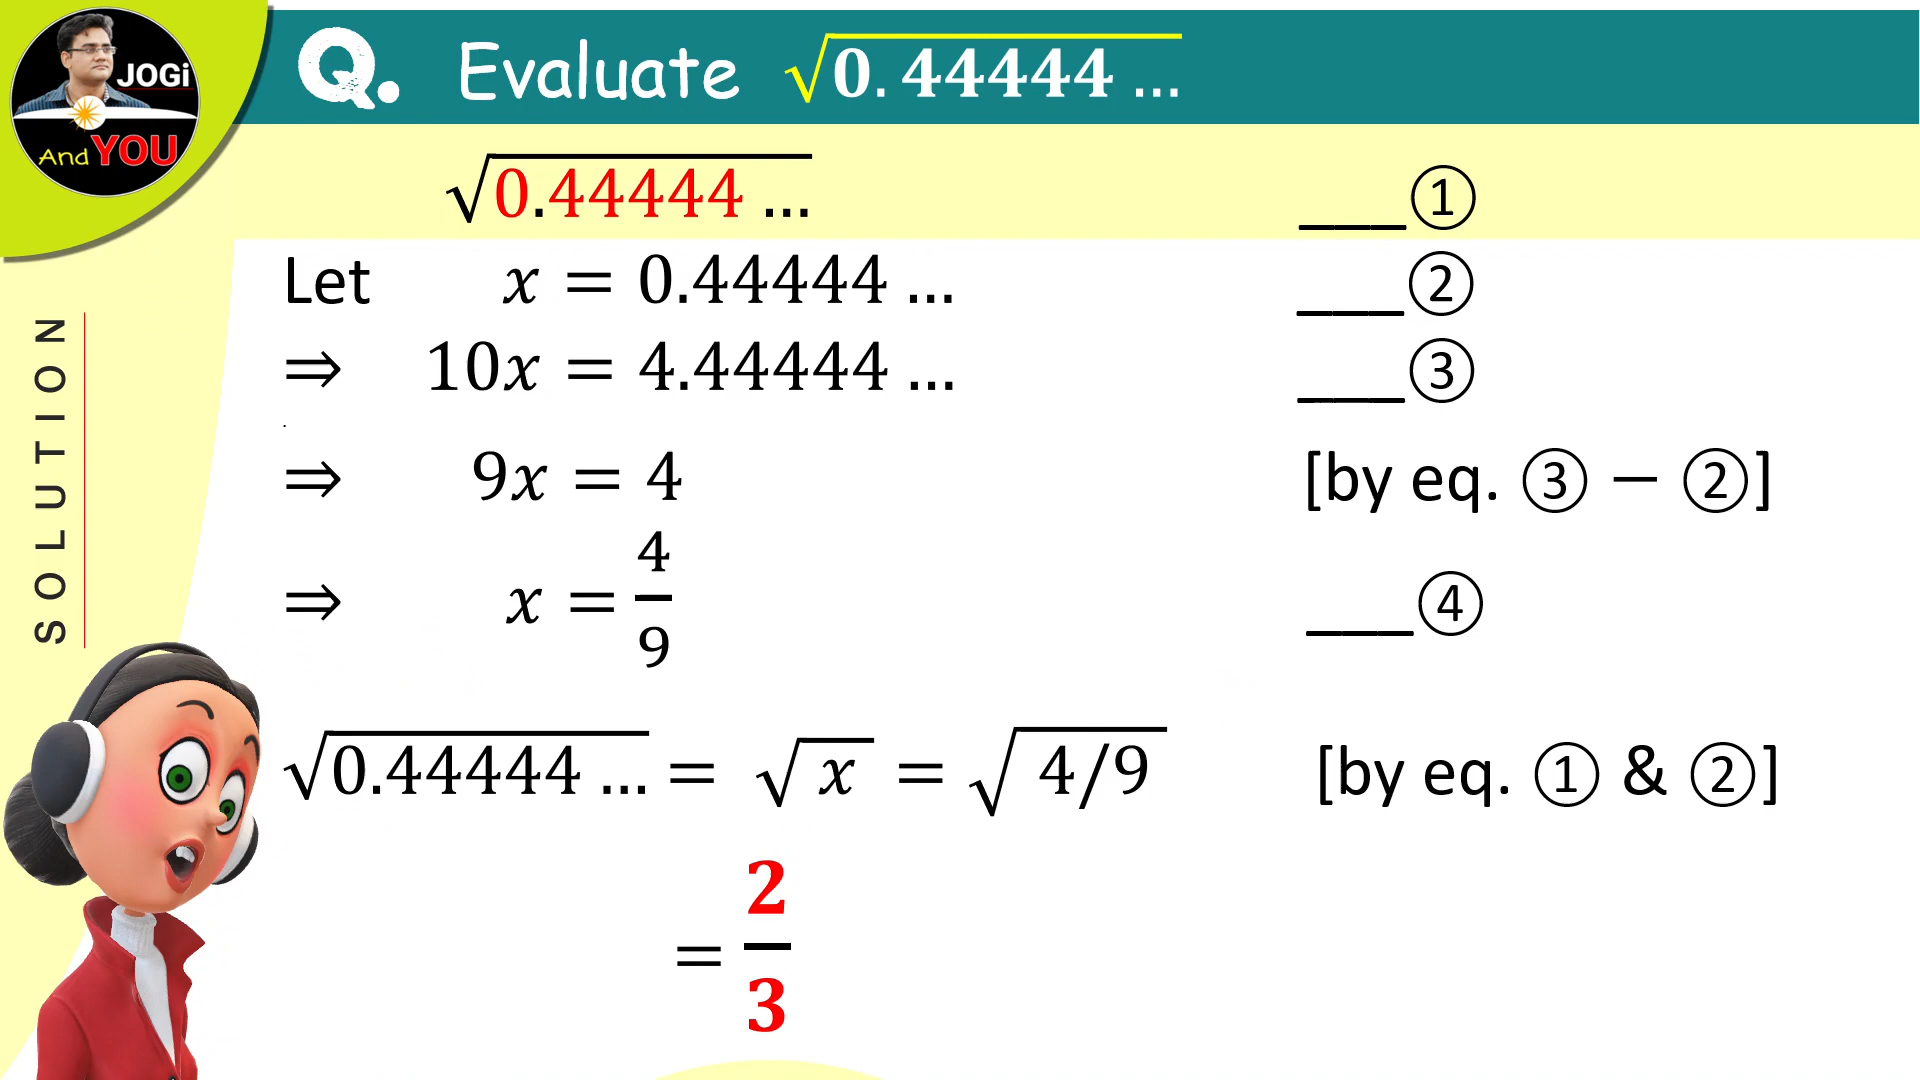 JOGi
And YOU
Q. Evaluate √0.44444 ...
SOLUTION
√0.44444 ... ___①
Let x = 0.44444 ... ___②
⇒ 10x = 4.44444 ... ___③
⇒ 9x = 4 [by eq. ③ − ②]
⇒ x = 4/9 ___④
√0.44444 ... = √x = √4/9 [by eq. ① & ②]
= 2/3